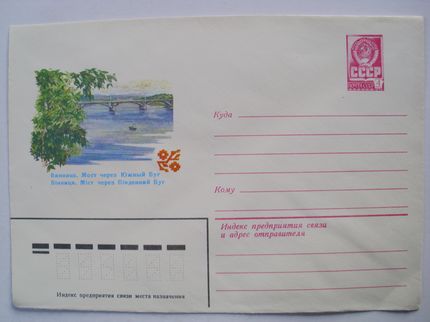 СССР
Куда
Винница. Мост через Южный Буг
Вінниця. Міст через Південний Буг
Кому
Индекс предприятия связи
и адрес отправителя
Индекс предприятия связи места назначения